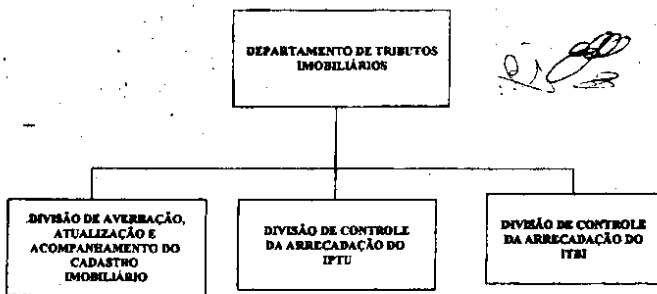 DEPARTAMENTO DE TRIBUTOS
IMOBILIÁRIOS
DIVISÃO DE AVERBAÇÃO,
ATUALIZAÇÃO E
ACOMPANHAMENTO DO
CADASTRO
IMOBILIÁRIO
DIVISÃO DE CONTROLE
DA ARRECADAÇÃO DO
IPTU
DIVISÃO DE CONTROLE
DA ARRECADAÇÃO DO
ITBI